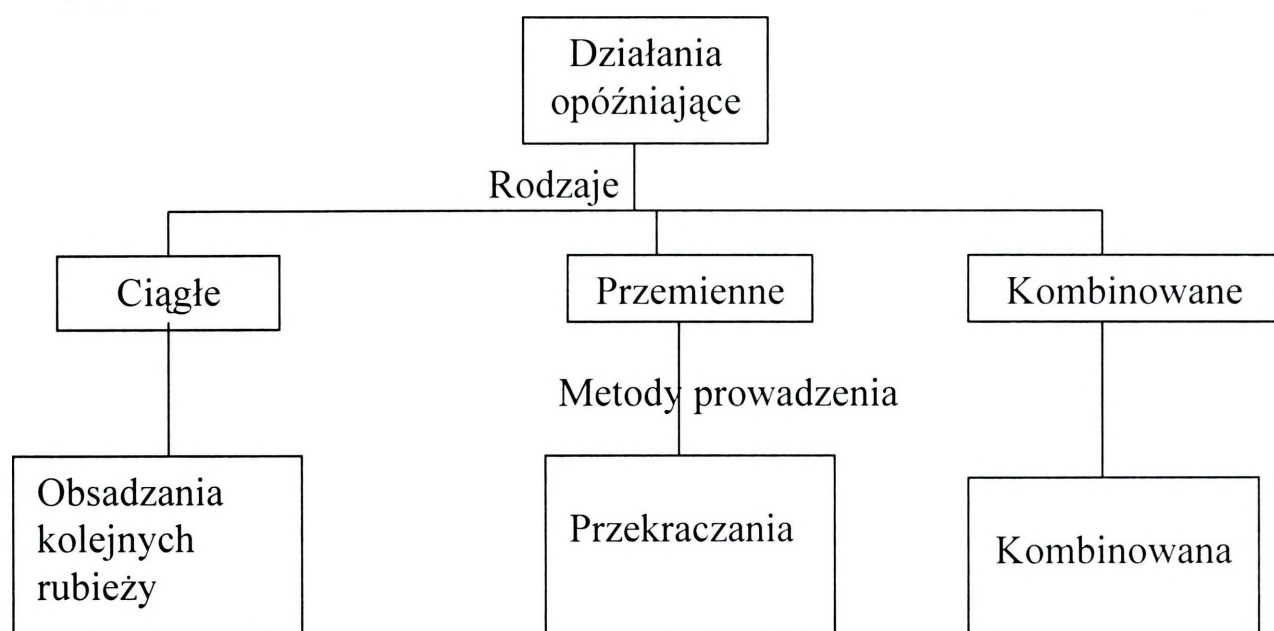 Działania
opóźniające
Rodzaje
Ciągłe
Przemienne
Kombinowane
Metody prowadzenia
Obsadzania
kolejnych
rubieży
Przekraczania
Kombinowana